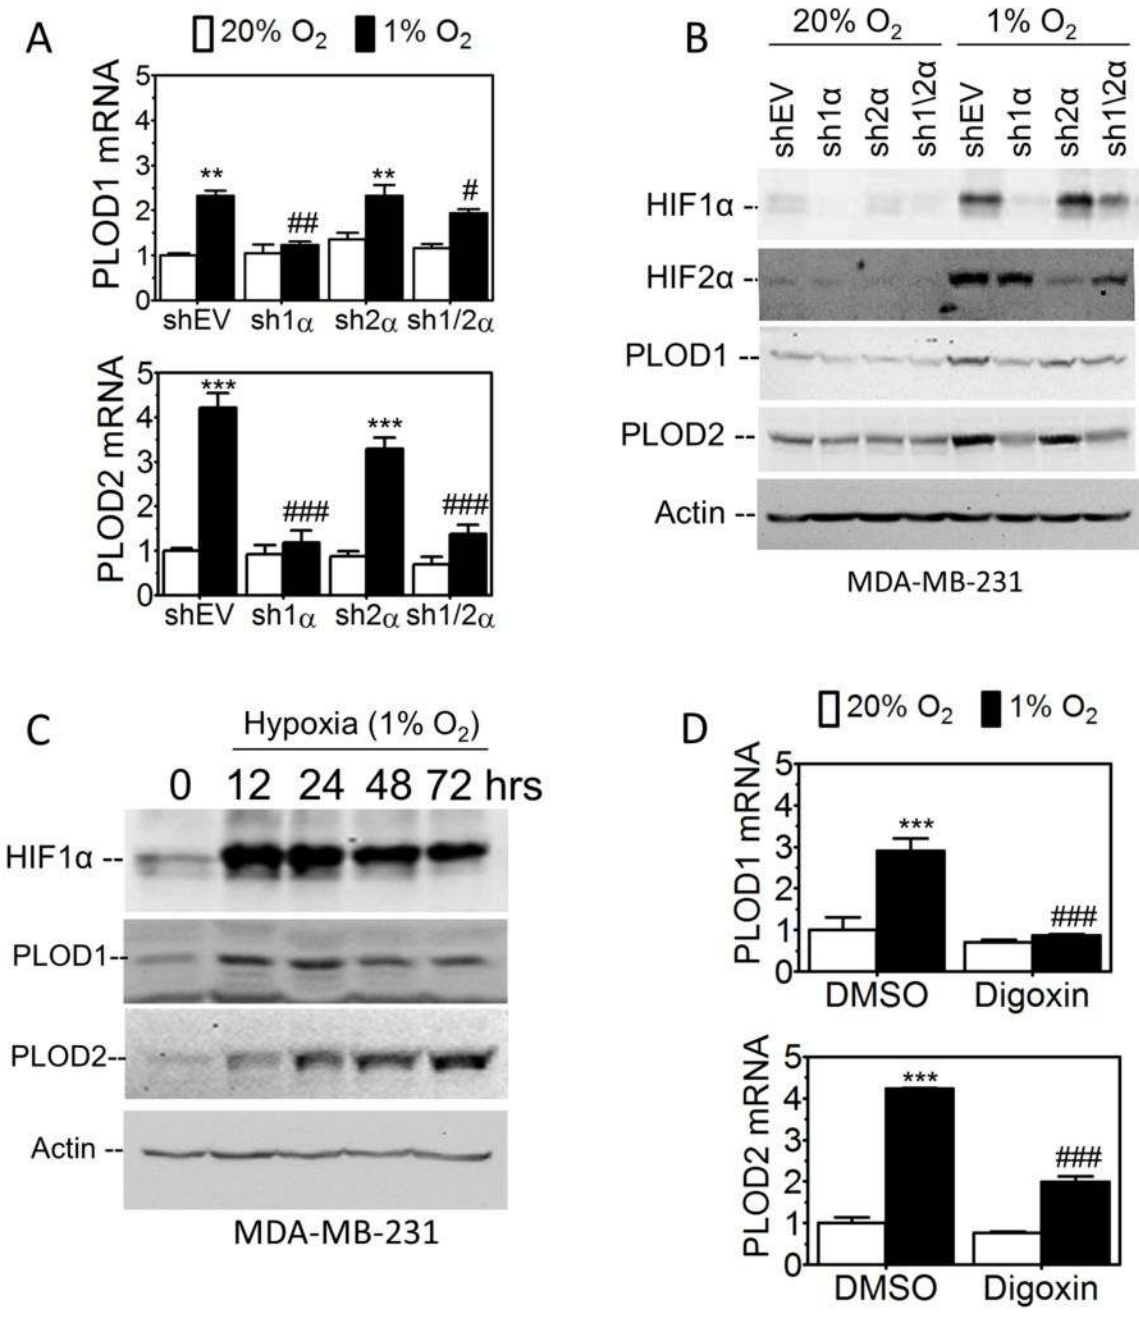 A
20% O2 1% O2
PLOD1 mRNA
5
4
3
2
1
0
**
##
**
#
shEV sh1α sh2α sh1/2α
PLOD2 mRNA
5
4
3
2
1
0
***
###
***
###
shEV sh1α sh2α sh1/2α
B
20% O2 1% O2
shEV sh1α sh2α sh1\2α shEV sh1α sh2α sh1\2α
HIF1α --
HIF2α --
PLOD1 --
PLOD2 --
Actin --
MDA-MB-231
C
Hypoxia (1% O2)
0 12 24 48 72 hrs
HIF1α --
PLOD1--
PLOD2--
Actin --
MDA-MB-231
D
20% O2 1% O2
PLOD1 mRNA
5
4
3
2
1
0
***
###
DMSO Digoxin
PLOD2 mRNA
5
4
3
2
1
0
***
###
DMSO Digoxin